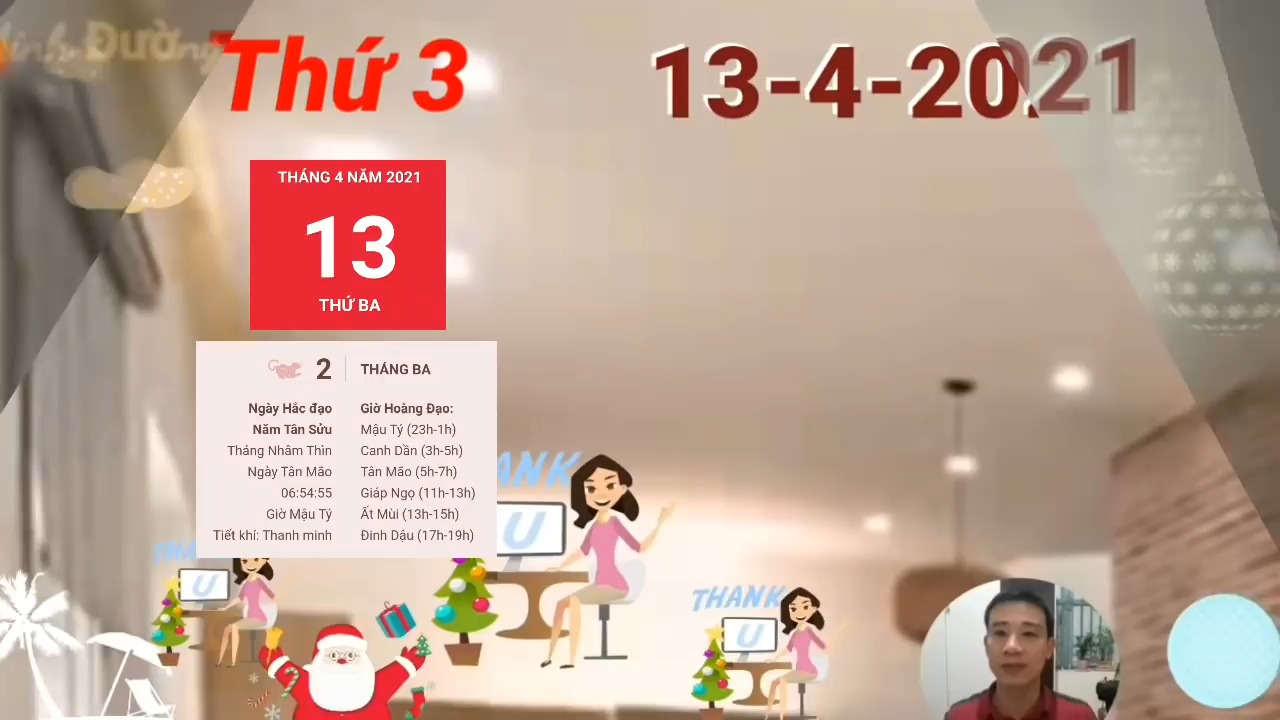 Đường
Thứ 3
13-4-2021
THÁNG 4 NĂM 2021
13
THỨ BA
2
THÁNG BA
Ngày Hắc đạo
Năm Tân Sửu
Tháng Nhâm Thìn
Ngày Tân Mão
06:54:55
Giờ Mậu Tý
Tiết khí: Thanh minh
Giờ Hoàng Đạo:
Mậu Tý (23h-1h)
Canh Dần (3h-5h)
Tân Mão (5h-7h)
Giáp Ngọ (11h-13h)
Ất Mùi (13h-15h)
Đinh Dậu (17h-19h)
U
U
THANK
U